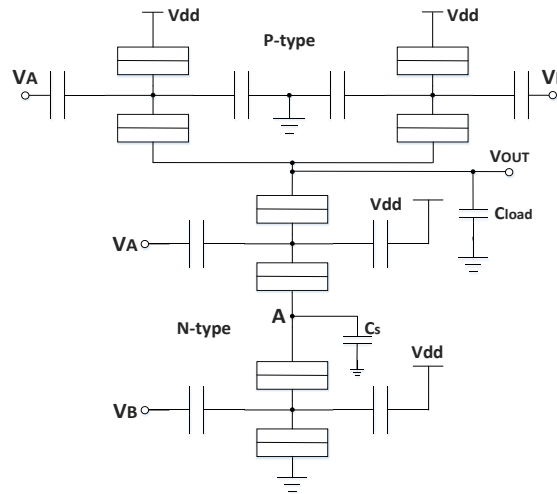 Vdd
Vdd
P-type
VA
VOUT
Vdd
Cload
VA
A
Cs
N-type
Vdd
VB